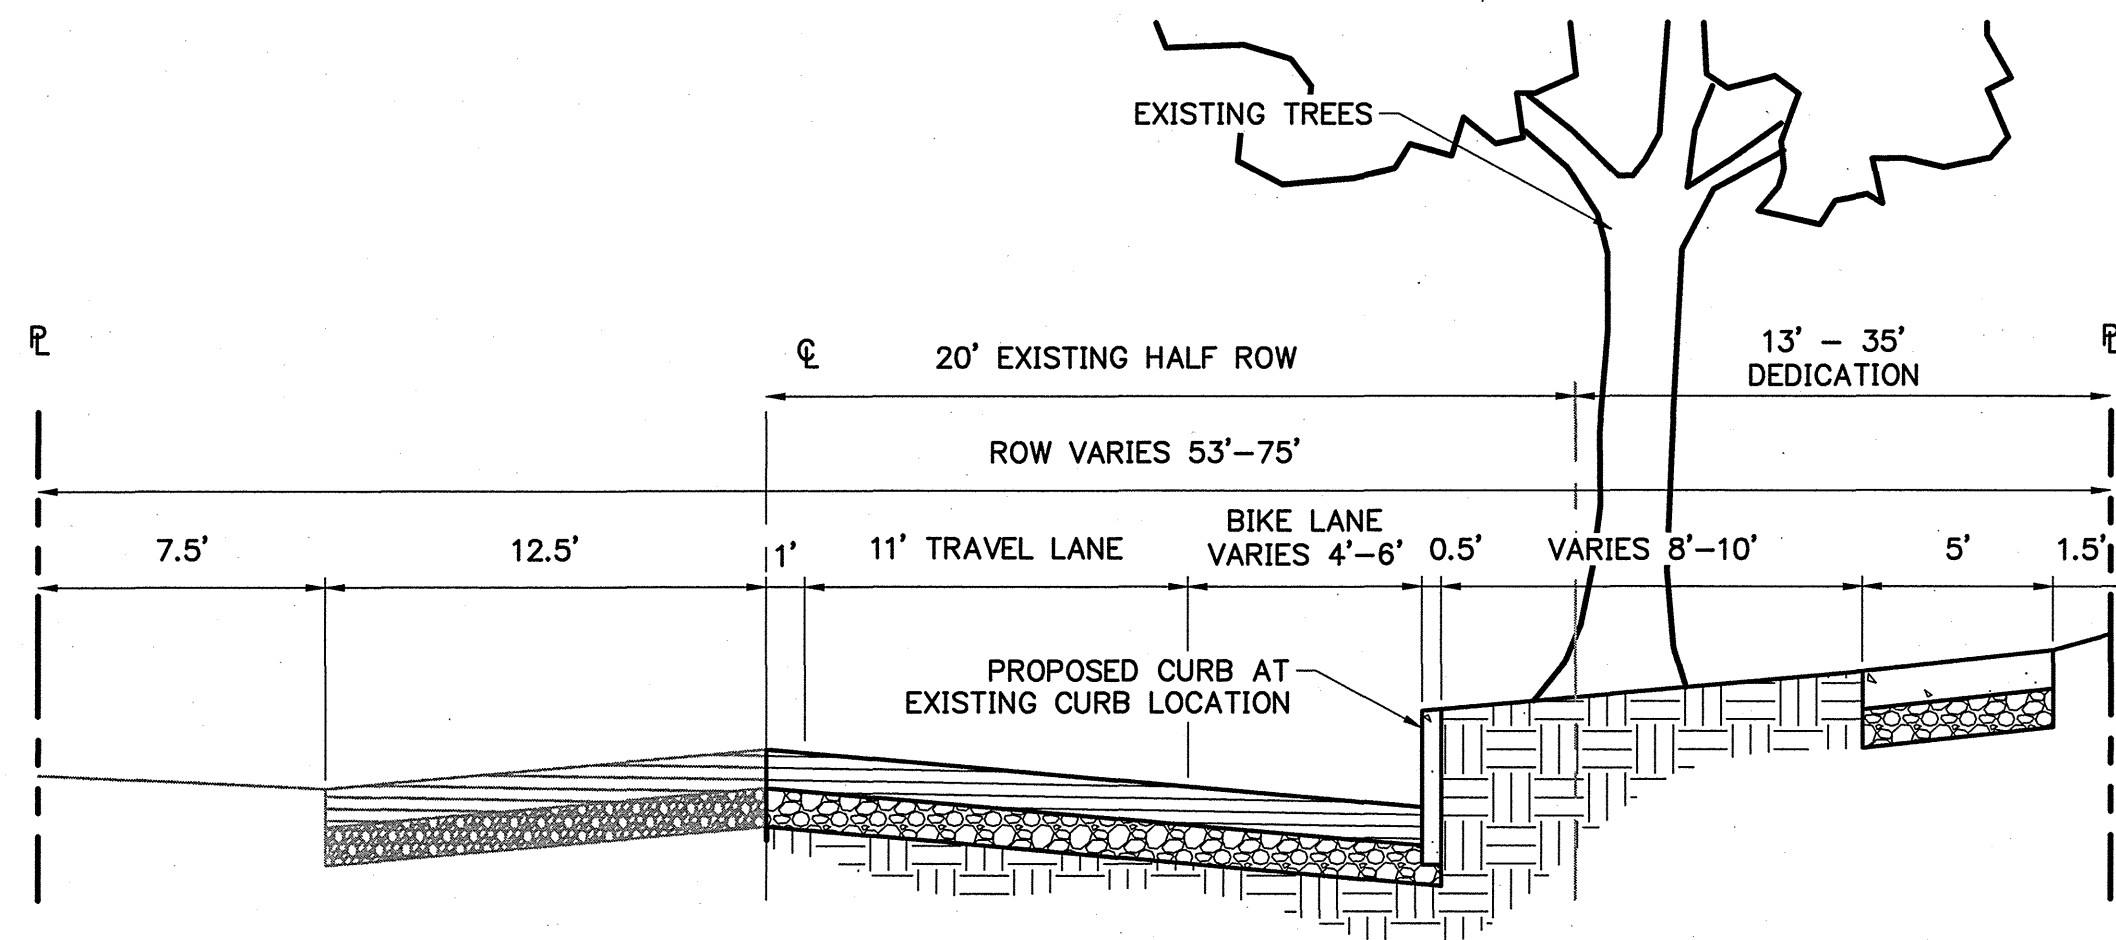 EXISTING TREES
PL
CL
20' EXISTING HALF ROW
13' – 35'
DEDICATION
PL
ROW VARIES 53'–75'
7.5'
12.5'
1'
11' TRAVEL LANE
BIKE LANE
VARIES 4'–6'
0.5'
VARIES 8'–10'
5'
1.5'
PROPOSED CURB AT
EXISTING CURB LOCATION